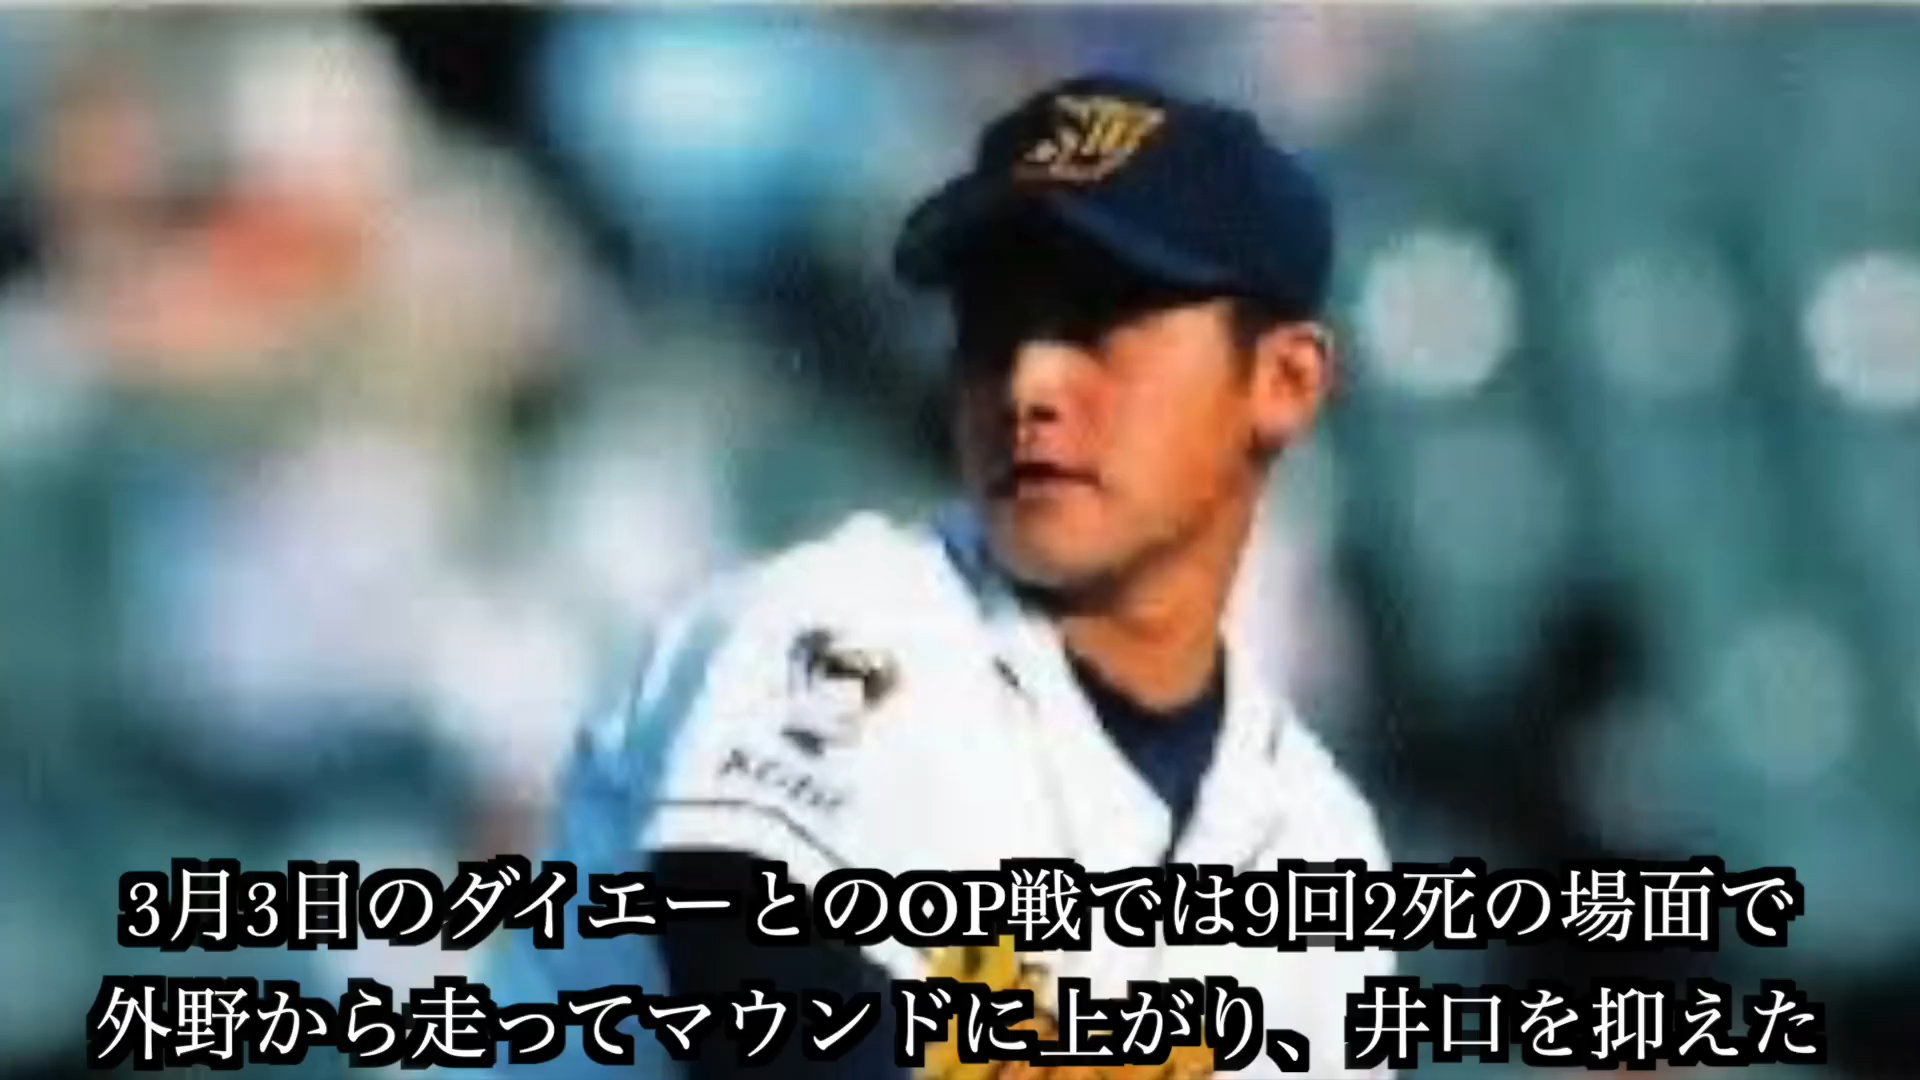 3月3日のダイエーとのOP戦では9回2死の場面で
外野から走ってマウンドに上がり、井口を抑えた